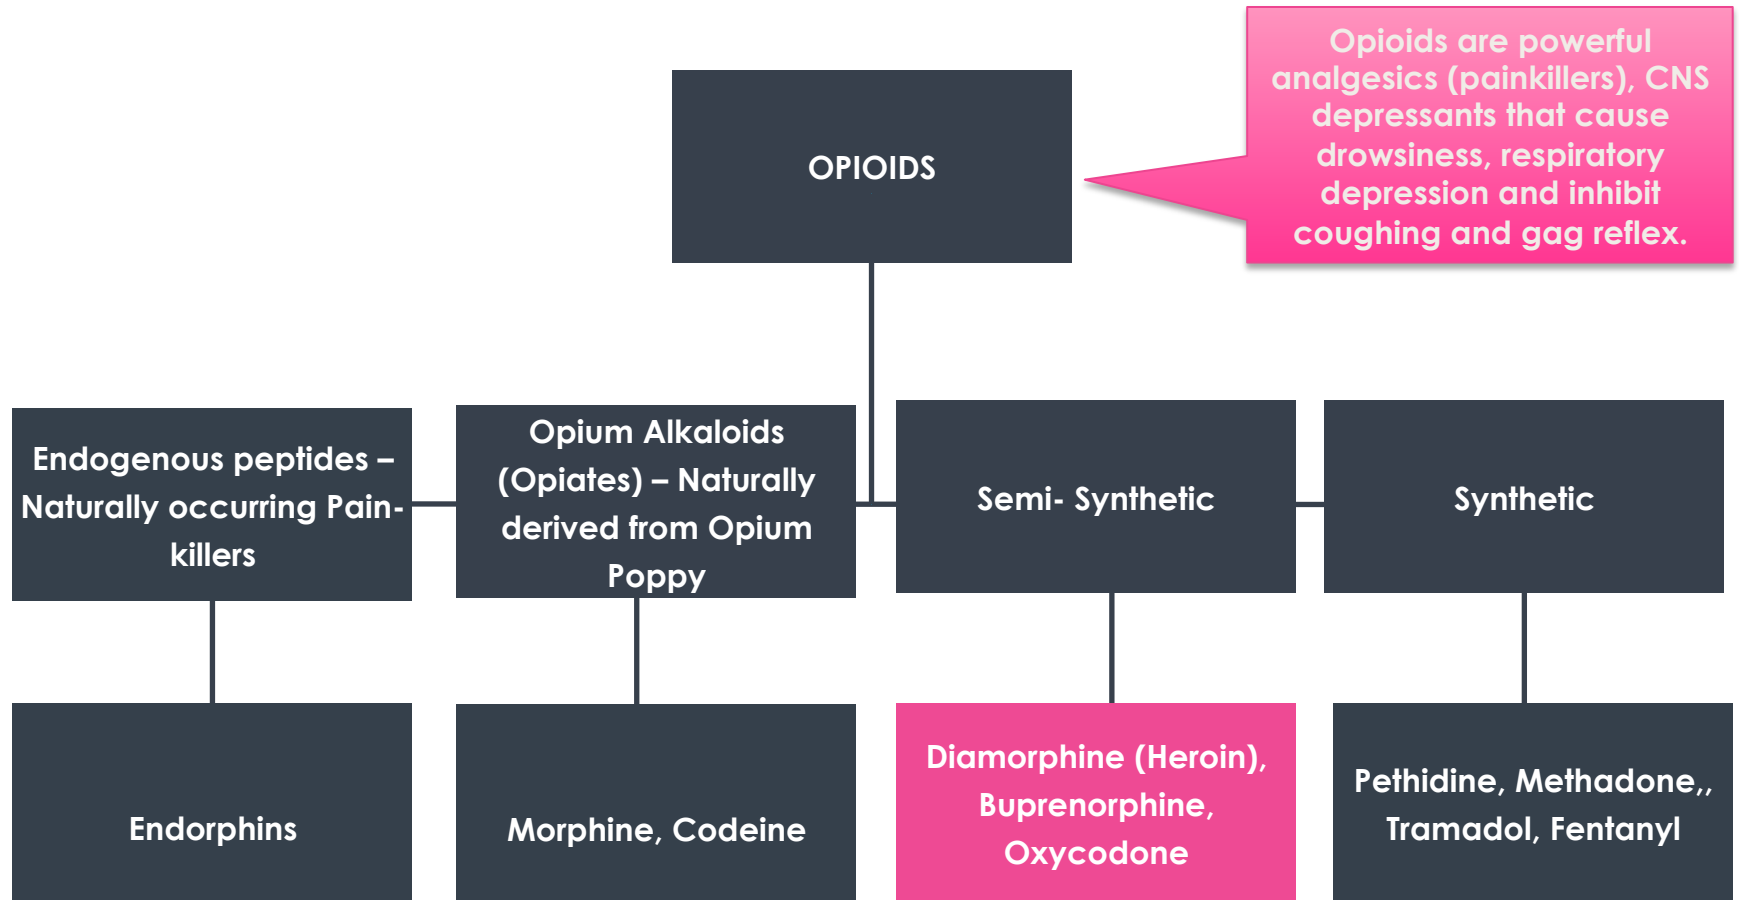 Opioids are powerful
analgesics (painkillers), CNS
depressants that cause
drowsiness, respiratory
depression and inhibit
coughing and gag reflex.
OPIOIDS
Endogenous peptides –
Naturally occurring Pain-
killers
Opium Alkaloids
(Opiates) – Naturally
derived from Opium
Poppy
Semi- Synthetic
Synthetic
Endorphins
Morphine, Codeine
Diamorphine (Heroin),
Buprenorphine,
Oxycodone
Pethidine, Methadone,,
Tramadol, Fentanyl